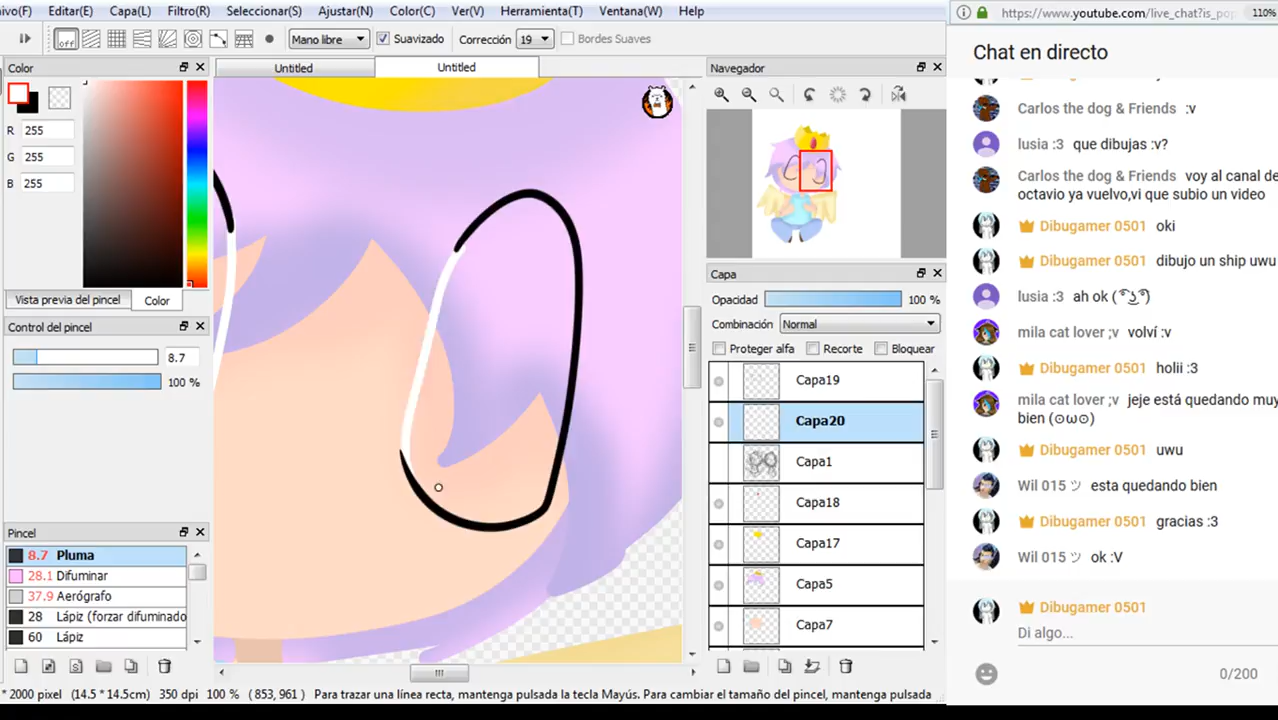 ivo(F) Editar(E) Capa(L) Filtro(R) Seleccionar(S) Ajustar(N) Color(C) Ver(V) Herramienta(T) Ventana(W) Help
off Mano libre Suavizado Corrección 19 Bordes Suaves
Color
R 255
G 255
B 255
Vista previa del pincel Color
Control del pincel
8.7
100 %
Pincel
8.7 Pluma
28.1 Difuminar
37.9 Aerógrafo
28 Lápiz (forzar difuminado
60 Lápiz
Untitled Untitled
Navegador
Capa
Opacidad 100 %
Combinación Normal
Proteger alfa Recorte Bloquear
Capa19
Capa20
Capa1
Capa18
Capa17
Capa5
Capa7
* 2000 pixel (14.5 * 14.5cm) 350 dpi 100 % (853, 961) Para trazar una línea recta, mantenga pulsada la tecla Mayús. Para cambiar el tamaño del pincel, mantenga pulsada
https://www.youtube.com/live_chat?is_pop 110%
Chat en directo
Carlos the dog & Friends :v
lusia :3 que dibujas :v?
Carlos the dog & Friends voy al canal de
octavio ya vuelvo,vi que subio un video
Dibugamer 0501 oki
Dibugamer 0501 dibujo un ship uwu
lusia :3 ah ok ( ͡° ͜ʖ ͡°)
mila cat lover ;v volví :v
Dibugamer 0501 holii :3
mila cat lover ;v jeje está quedando muy
bien (⊙ω⊙)
Dibugamer 0501 uwu
Wil 015 ツ esta quedando bien
Dibugamer 0501 gracias :3
Wil 015 ツ ok :V
Dibugamer 0501
Di algo...
0/200